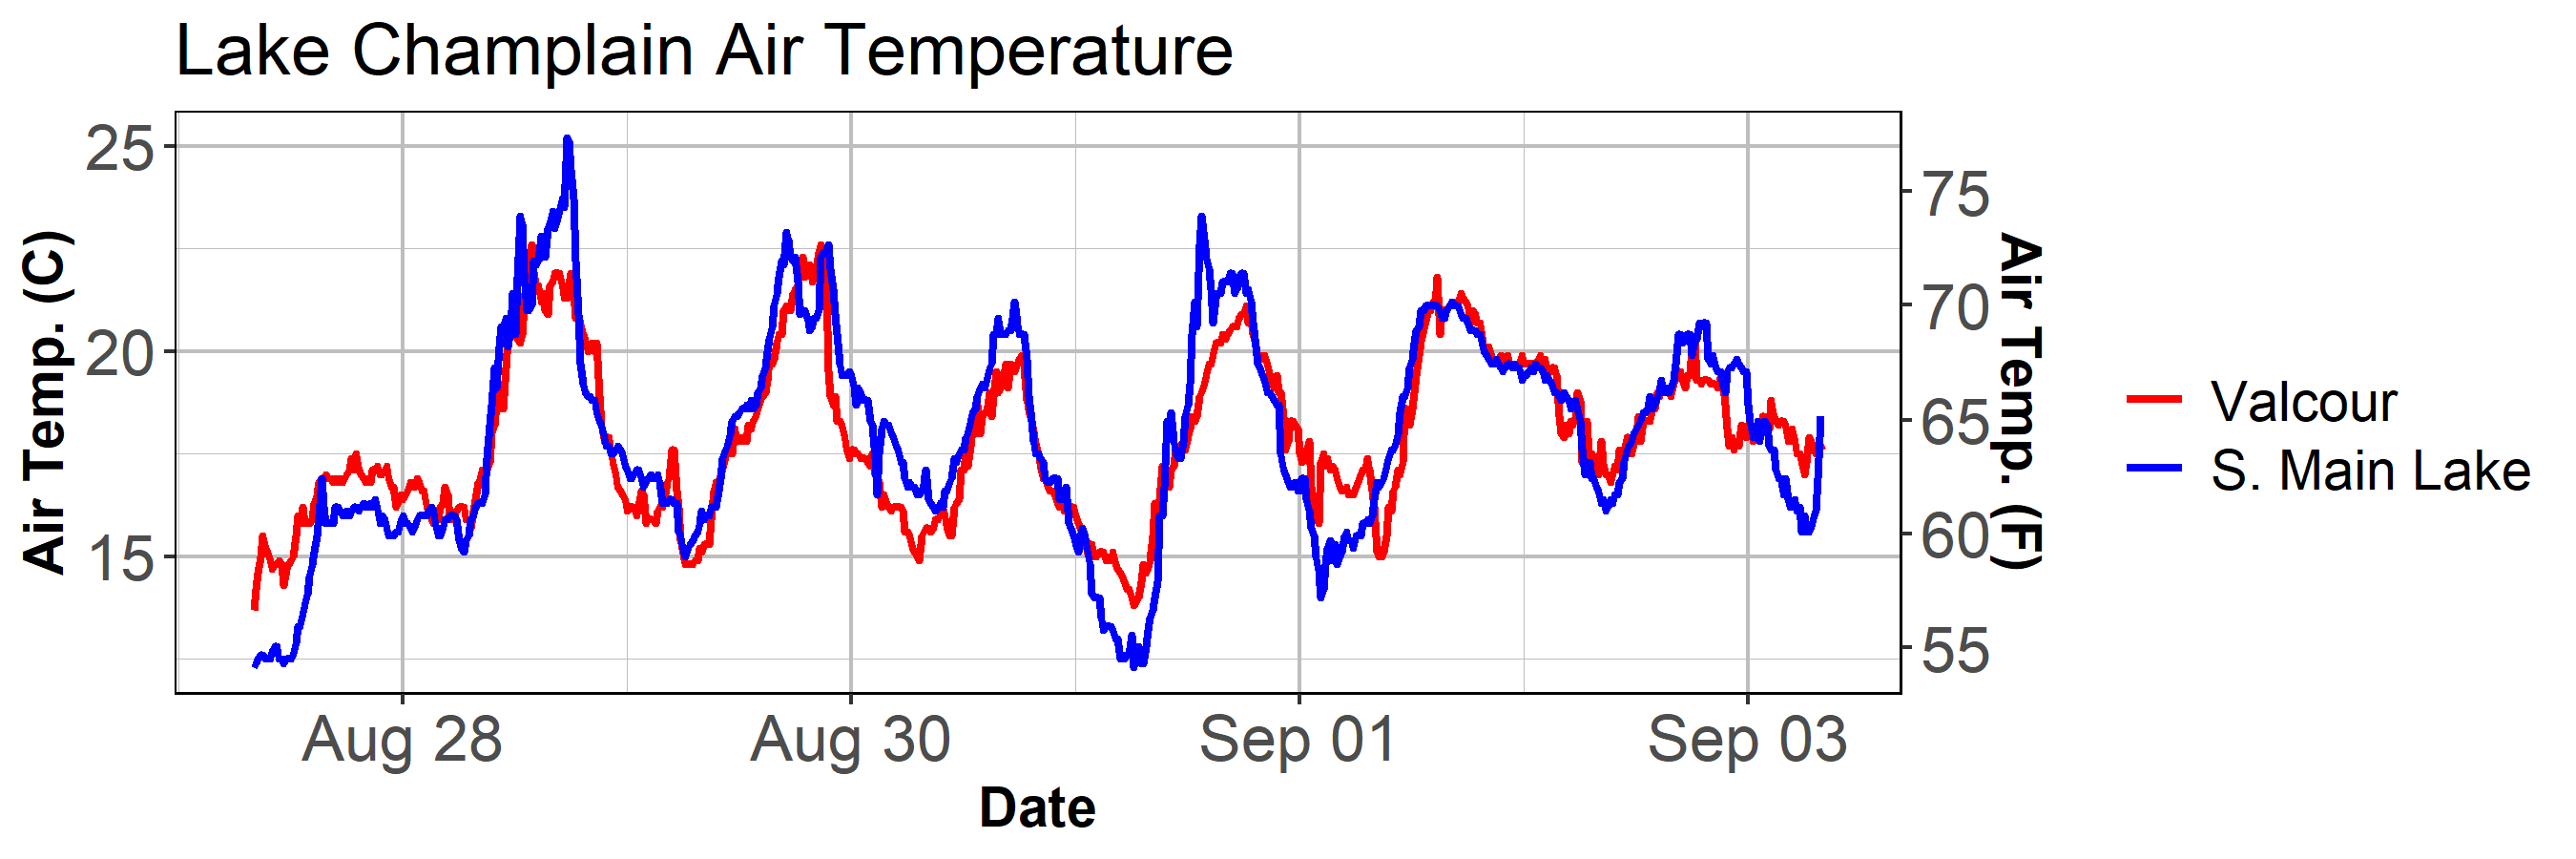 Lake Champlain Air Temperature
Air Temp. (C)
25
20
15
75
70
65
60
55
Air Temp. (F)
Aug 28
Aug 30
Sep 01
Sep 03
Date
Valcour
S. Main Lake